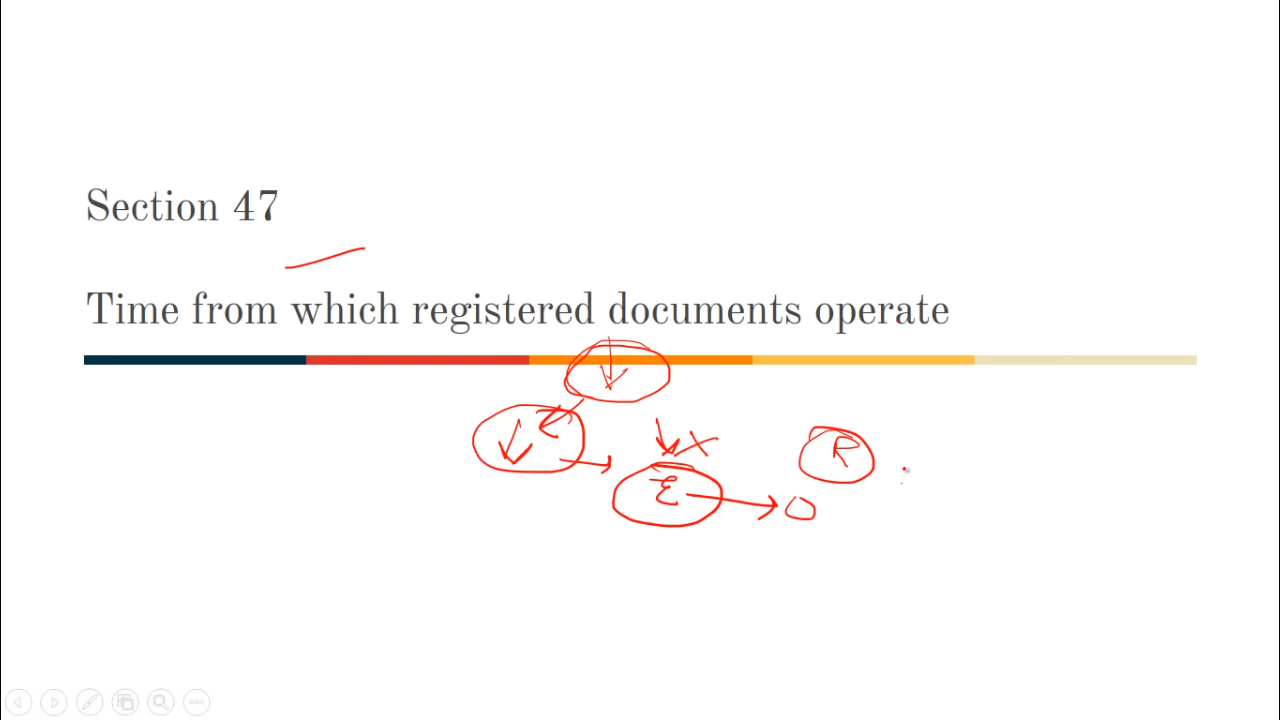 Section 47
Time from which registered documents operate
R
E